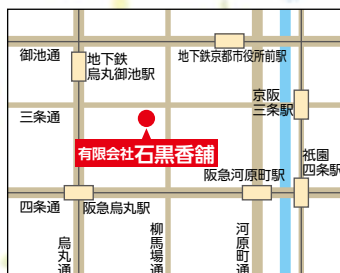 御池通
地下鉄
烏丸御池駅
地下鉄京都市役所前駅
京阪
三条駅
三条通
有限会社石黒香舗
祇園
四条駅
阪急河原町駅
四条通
阪急烏丸駅
烏丸通
柳馬場通
河原町通